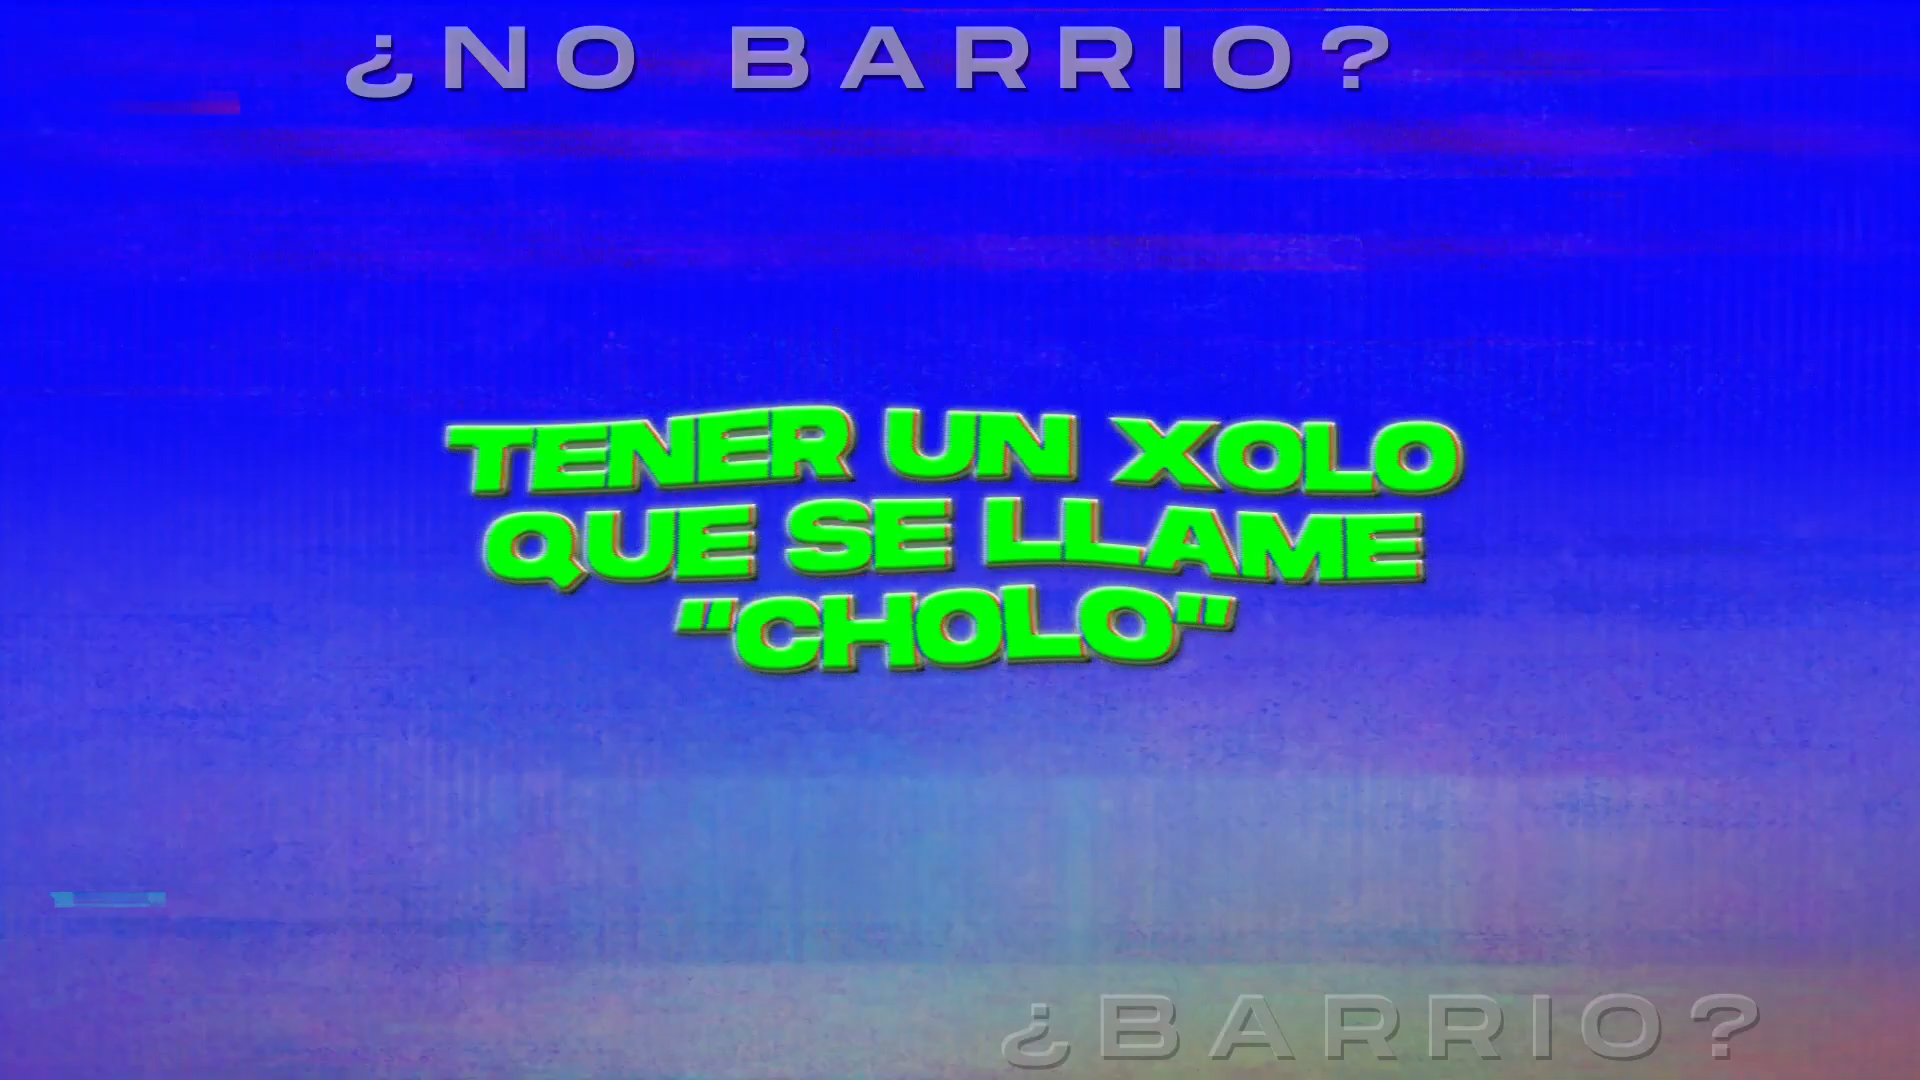 ¿NO BARRIO?
TENER UN XOLO
QUE SE LLAME
"CHOLO"
¿BARRIO?